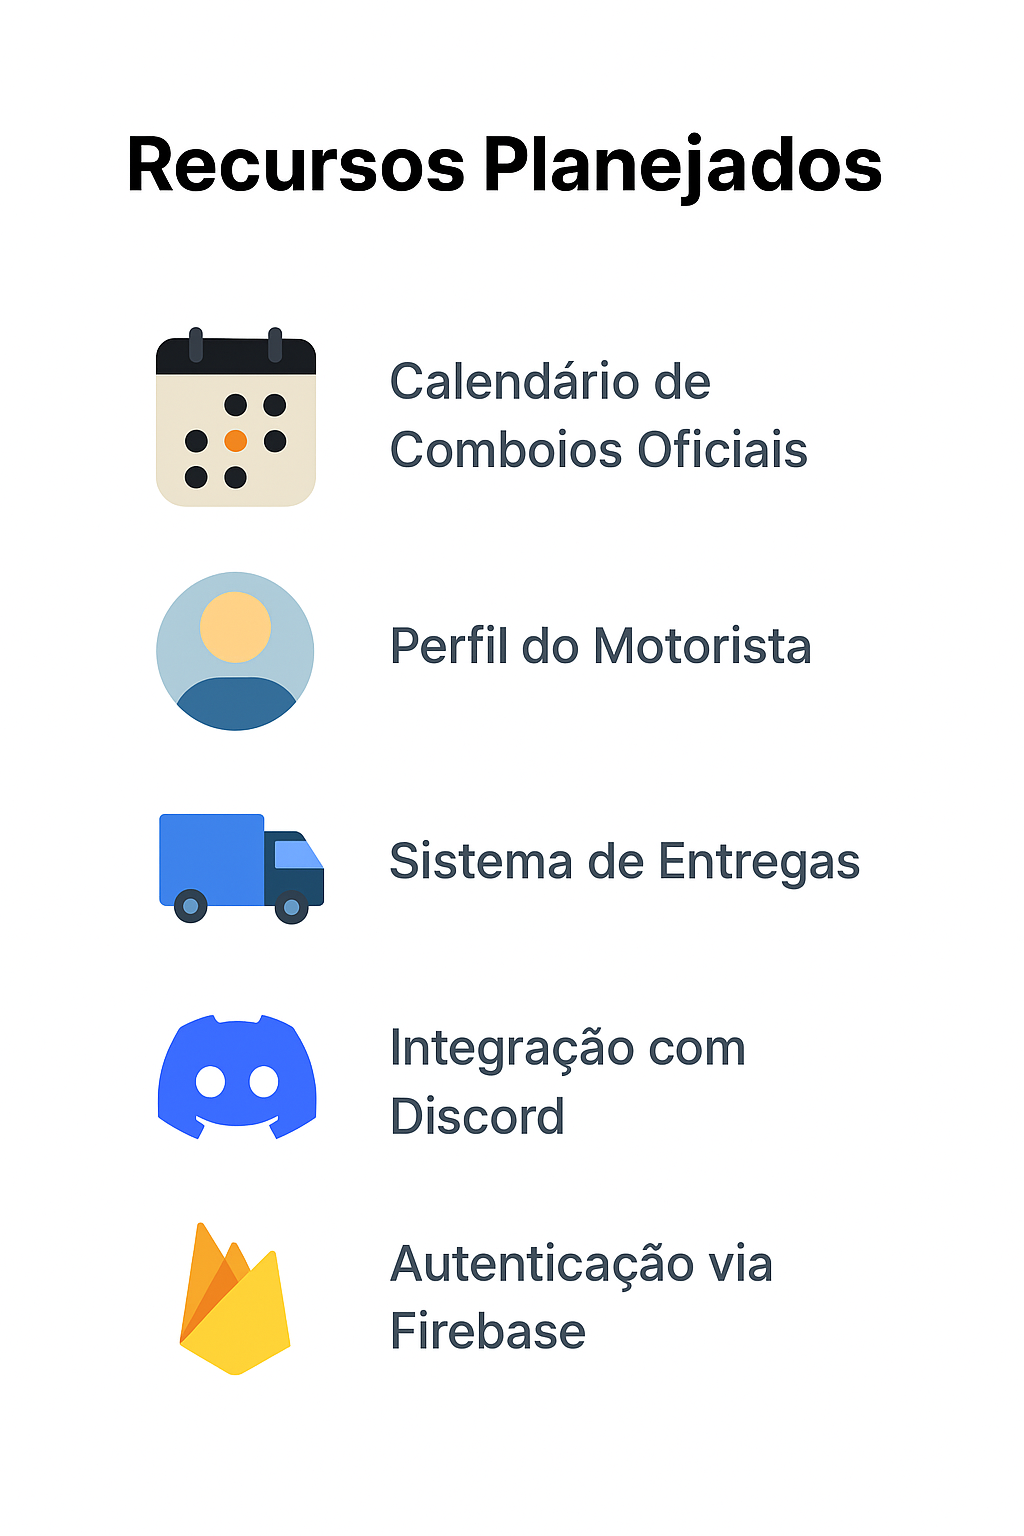 Recursos Planejados
Calendário de
Comboios Oficiais
Perfil do Motorista
Sistema de Entregas
Integração com
Discord
Autenticação via
Firebase